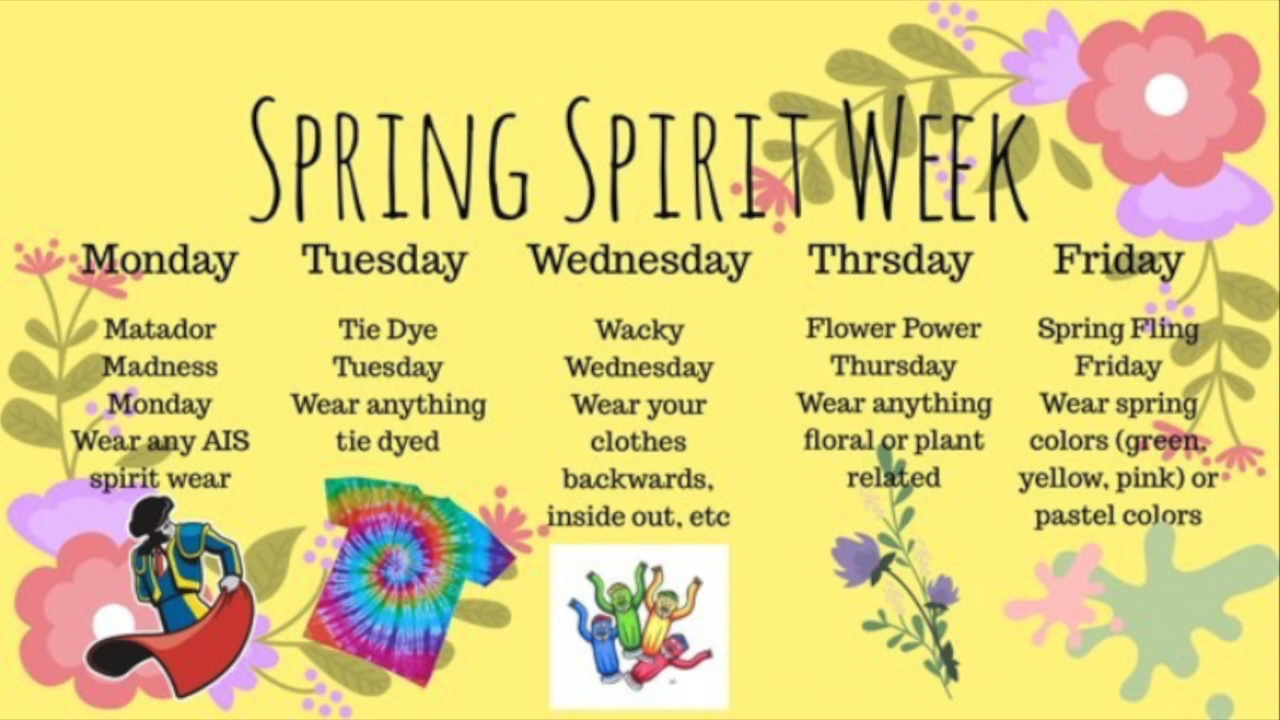 Spring Spirit Week
Monday
Matador
Madness
Monday
Wear any AIS
spirit wear
Tuesday
Tie Dye
Tuesday
Wear anything
tie dyed
Wednesday
Wacky
Wednesday
Wear your
clothes
backwards,
inside out, etc
Thrsday
Flower Power
Thursday
Wear anything
floral or plant
related
Friday
Spring Fling
Friday
Wear spring
colors (green,
yellow, pink) or
pastel colors